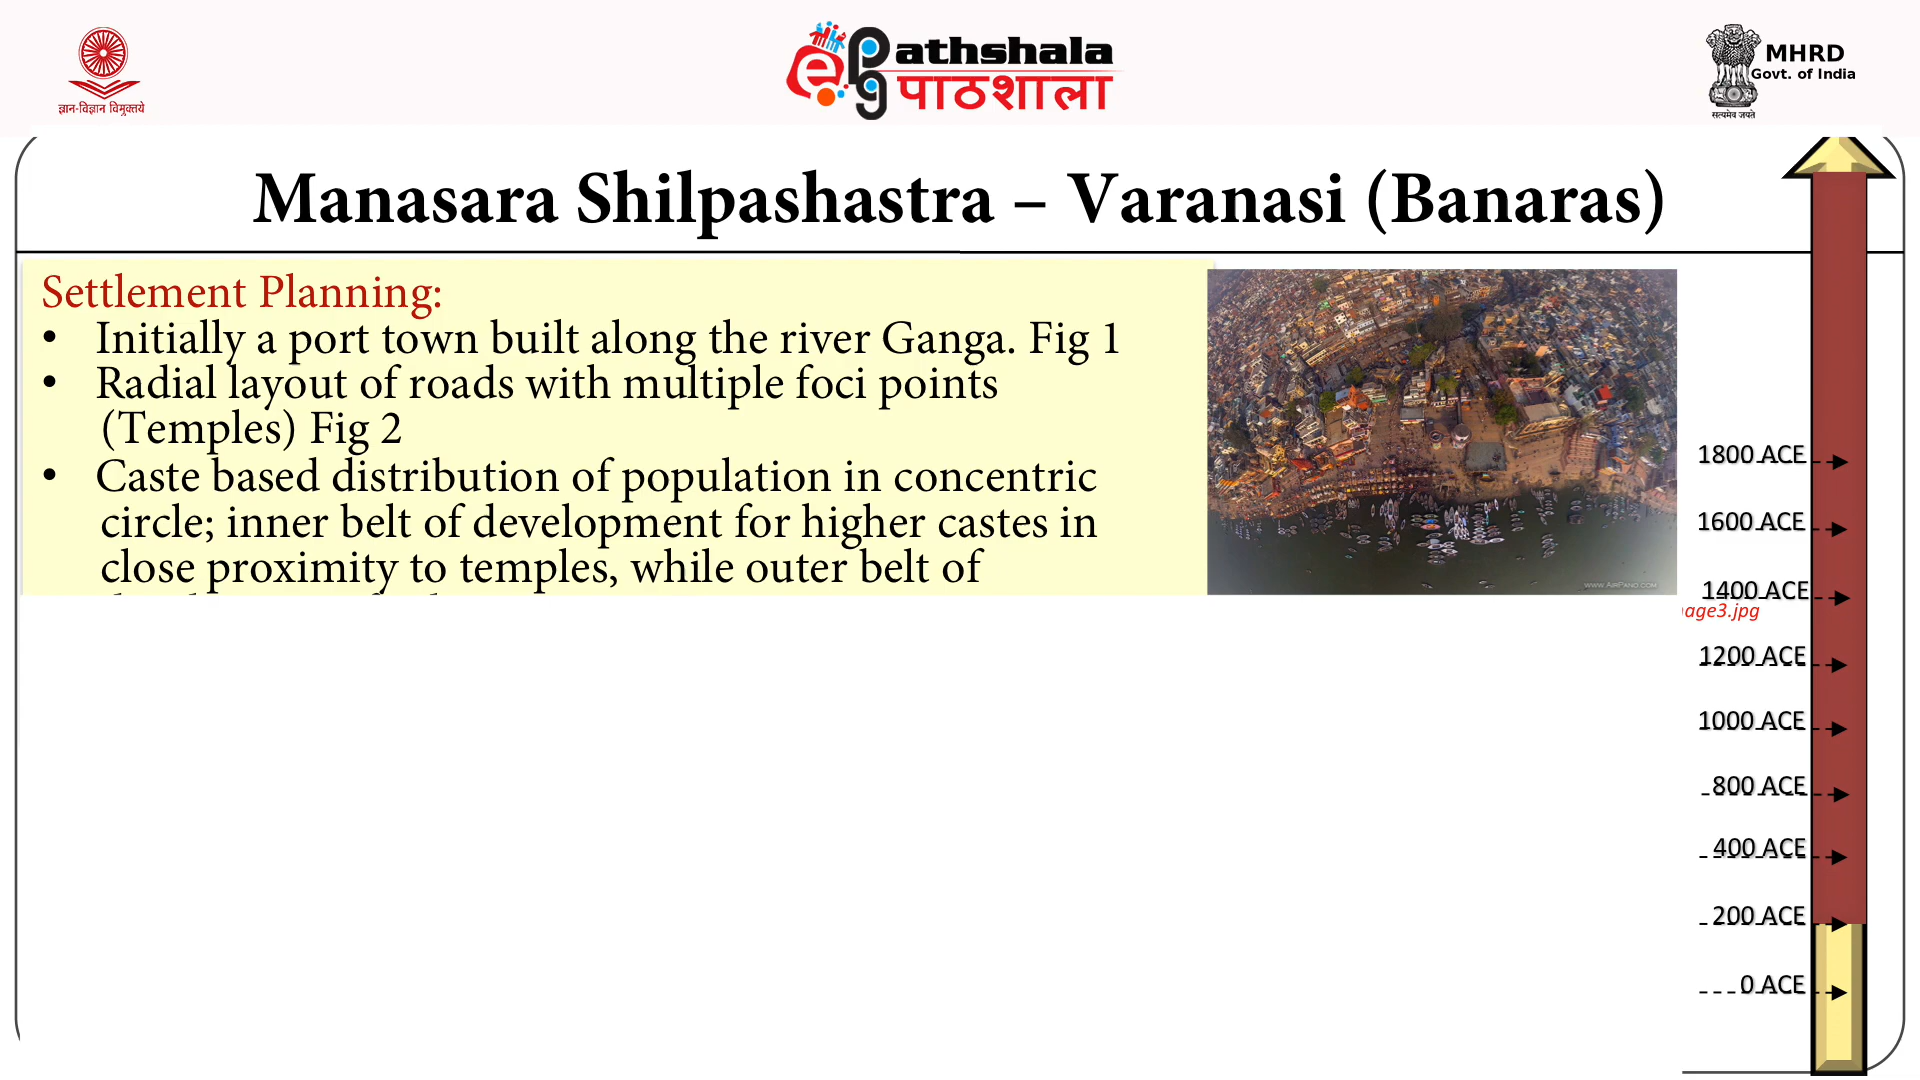 ज्ञान-विज्ञान विमुक्तये
ePathshala
पाठशाला
MHRD
Govt. of India
सत्यमेव जयते
Manasara Shilpashastra – Varanasi (Banaras)
Settlement Planning:
• Initially a port town built along the river Ganga. Fig 1
• Radial layout of roads with multiple foci points
(Temples) Fig 2
• Caste based distribution of population in concentric
circle; inner belt of development for higher castes in
close proximity to temples, while outer belt of
WWW.AIRPANO.COM
1800 ACE
1600 ACE
1400 ACE
age3.jpg
1200 ACE
1000 ACE
800 ACE
400 ACE
200 ACE
0 ACE